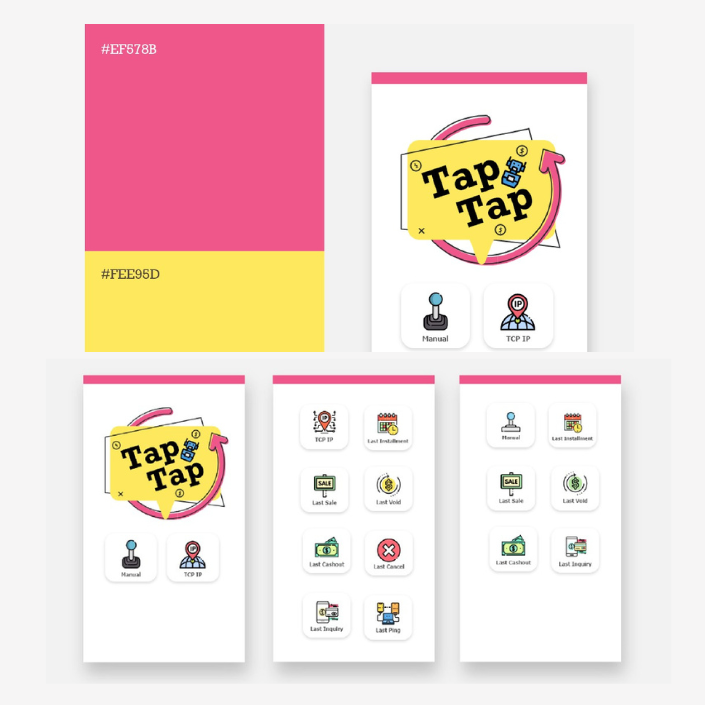 #EF578B
Tap
Tap
IP
Manual
TCP IP
#FEE95D
Tap
Tap
IP
Manual
TCP IP
IP
TCP IP
Last Installment
SALE
Last Sale
Last Void
Last Cashout
Last Cancel
Last Inquiry
Last Ping
Manual
Last Installment
SALE
Last Sale
Last Void
Last Cashout
Last Inquiry